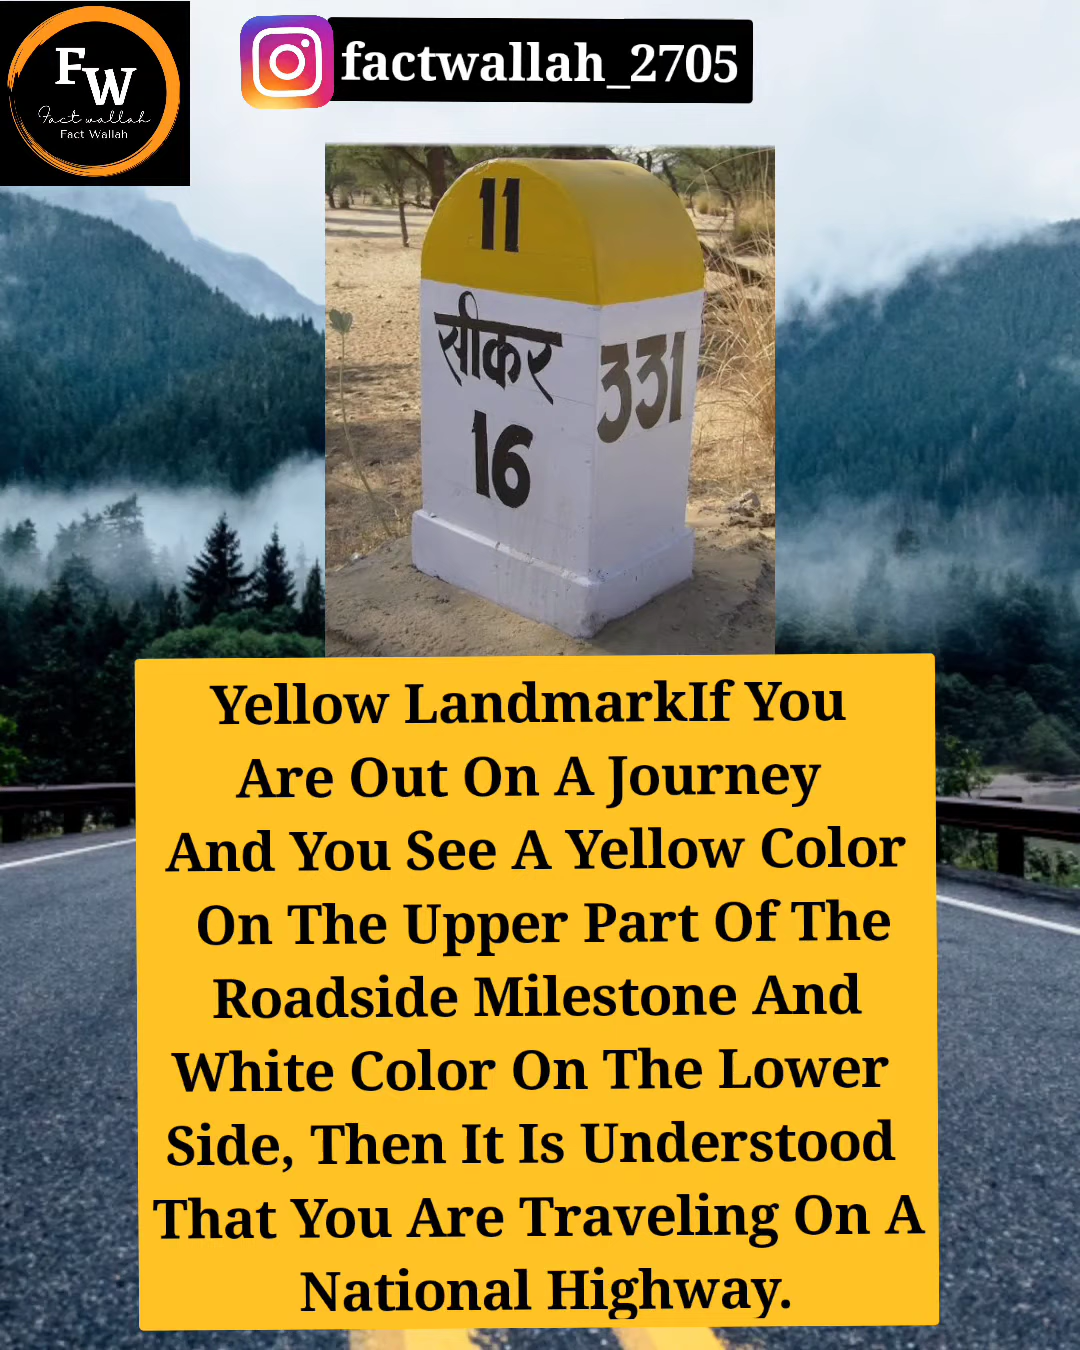 FW
Fact wallah
Fact Wallah
factwallah_2705
11
सीकर
16
331
Yellow LandmarkIf You
Are Out On A Journey
And You See A Yellow Color
On The Upper Part Of The
Roadside Milestone And
White Color On The Lower
Side, Then It Is Understood
That You Are Traveling On A
National Highway.